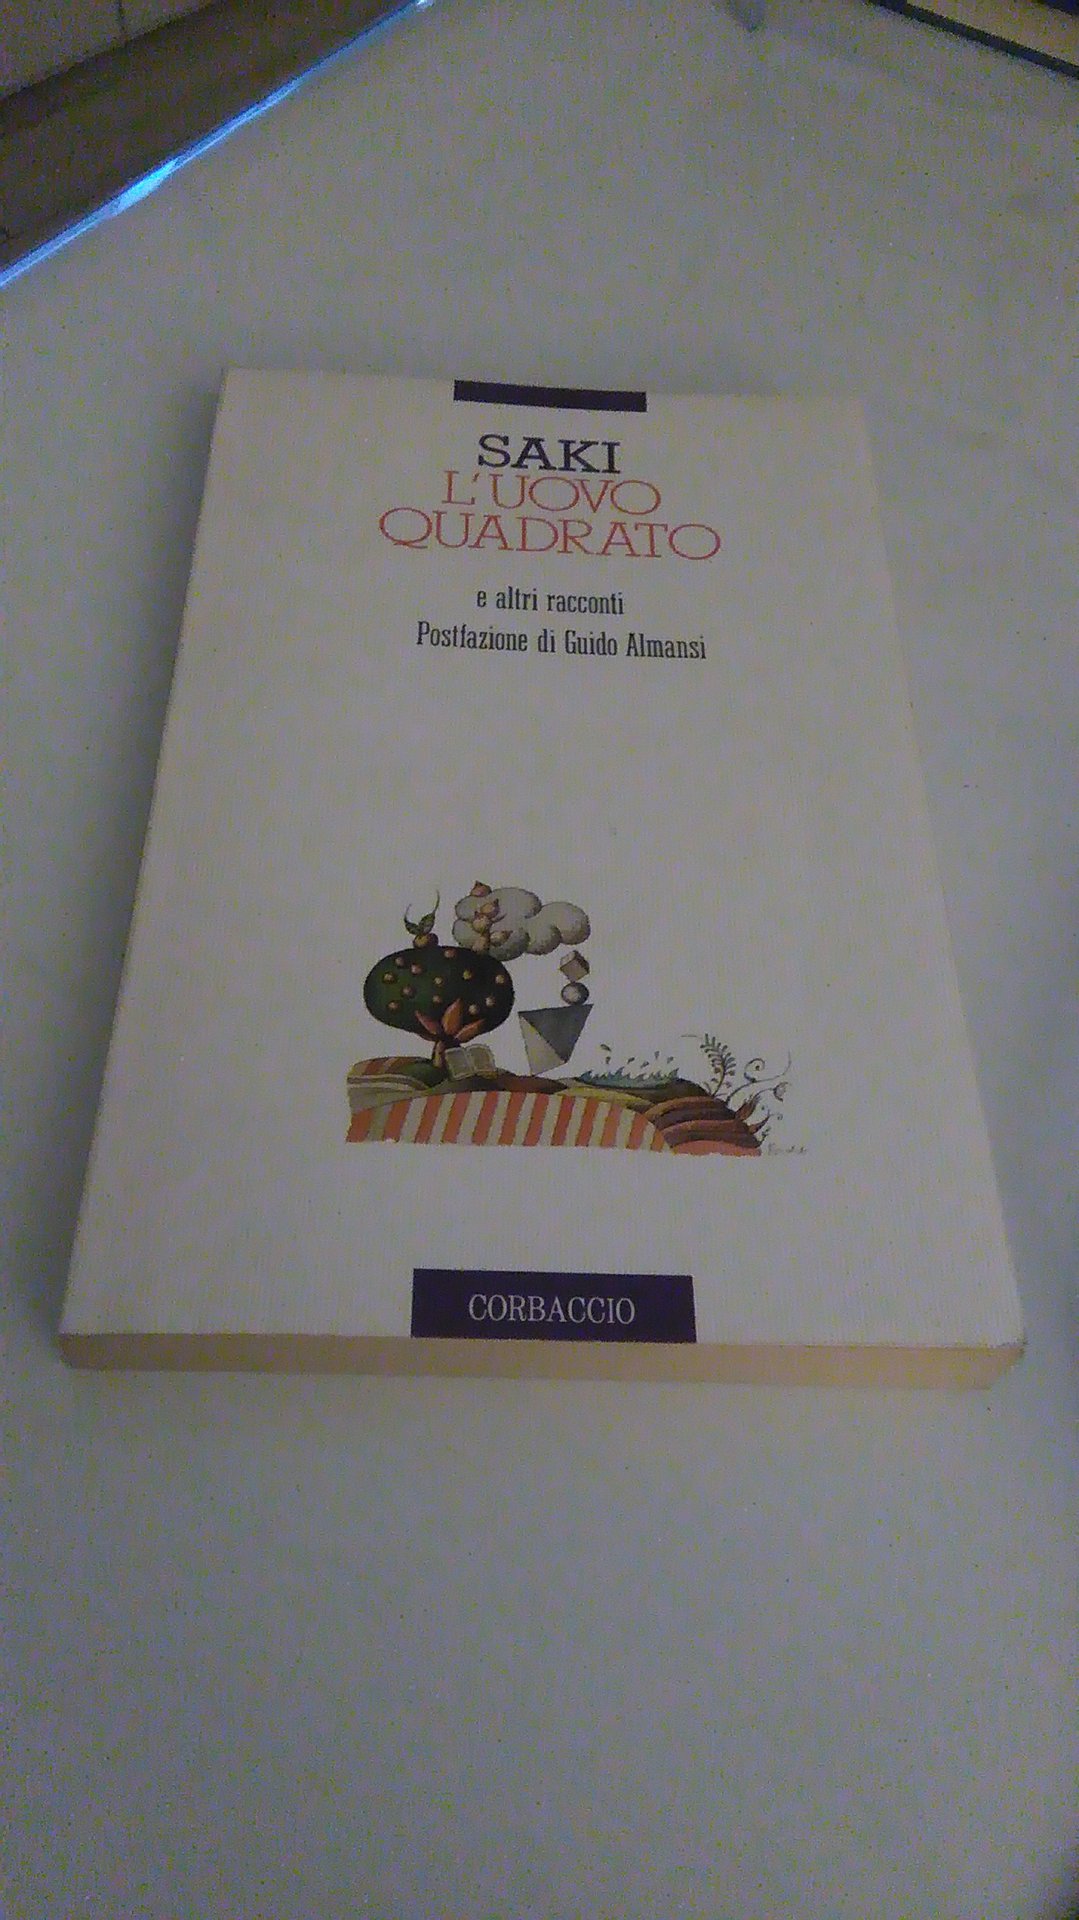 SAKI
L'UOVO
QUADRATO
e altri racconti
Postfazione di Guido Almansi
CORBACCIO